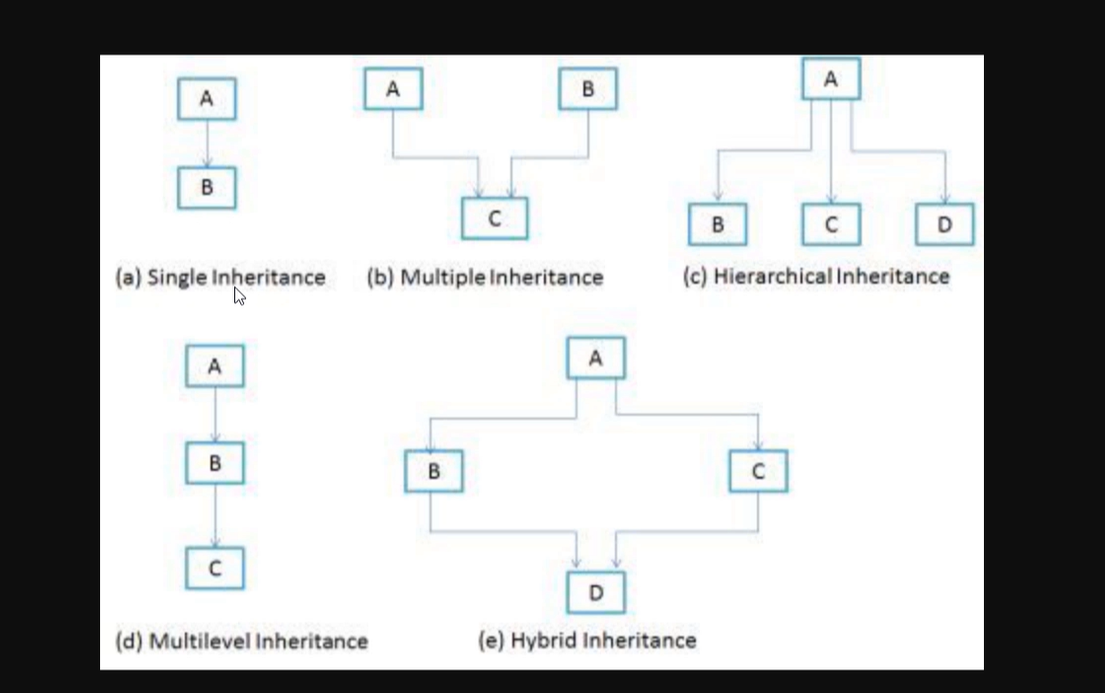 A
B
(a) Single Inheritance
A
B
C
(b) Multiple Inheritance
A
B
C
D
(c) Hierarchical Inheritance
A
B
C
(d) Multilevel Inheritance
A
B
C
D
(e) Hybrid Inheritance